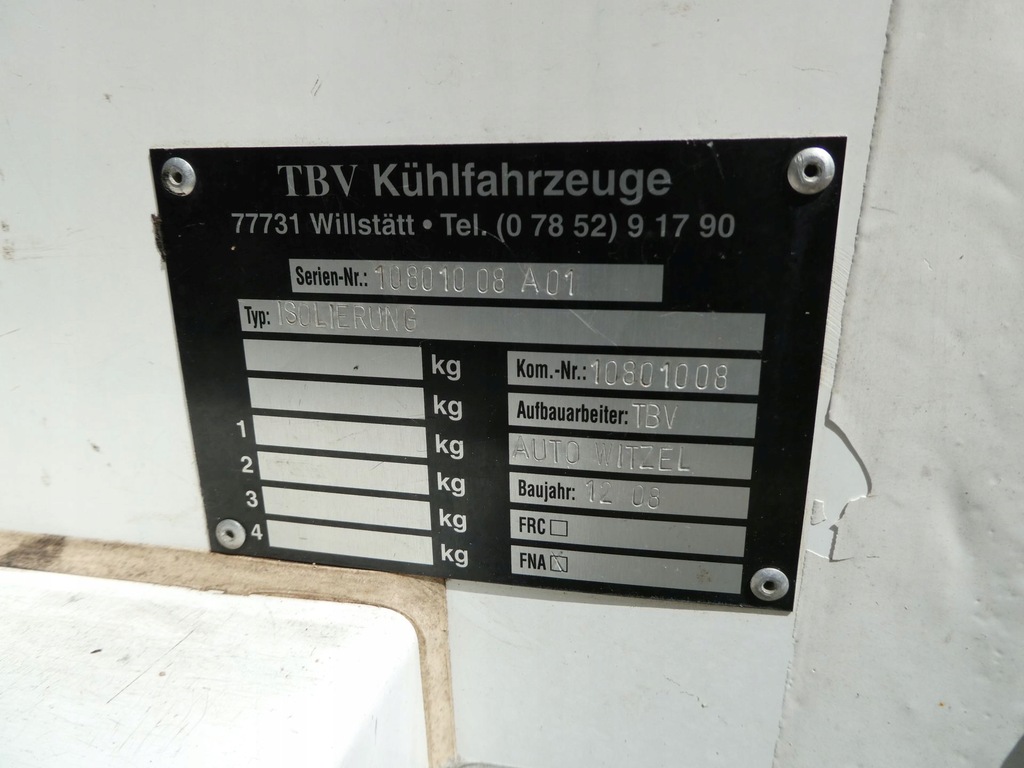 TBV Kühlfahrzeuge
77731 Willstätt • Tel. (0 78 52) 9 17 90
Serien-Nr.: 10801008 A01
Typ: ISOLIERUNG
kg
kg
1 kg
2 kg
3 kg
4 kg
Kom.-Nr.: 10801008
Aufbauarbeiter: TBV
AUTO WITZEL
Baujahr: 12 08
FRC ☐
FNA ☒